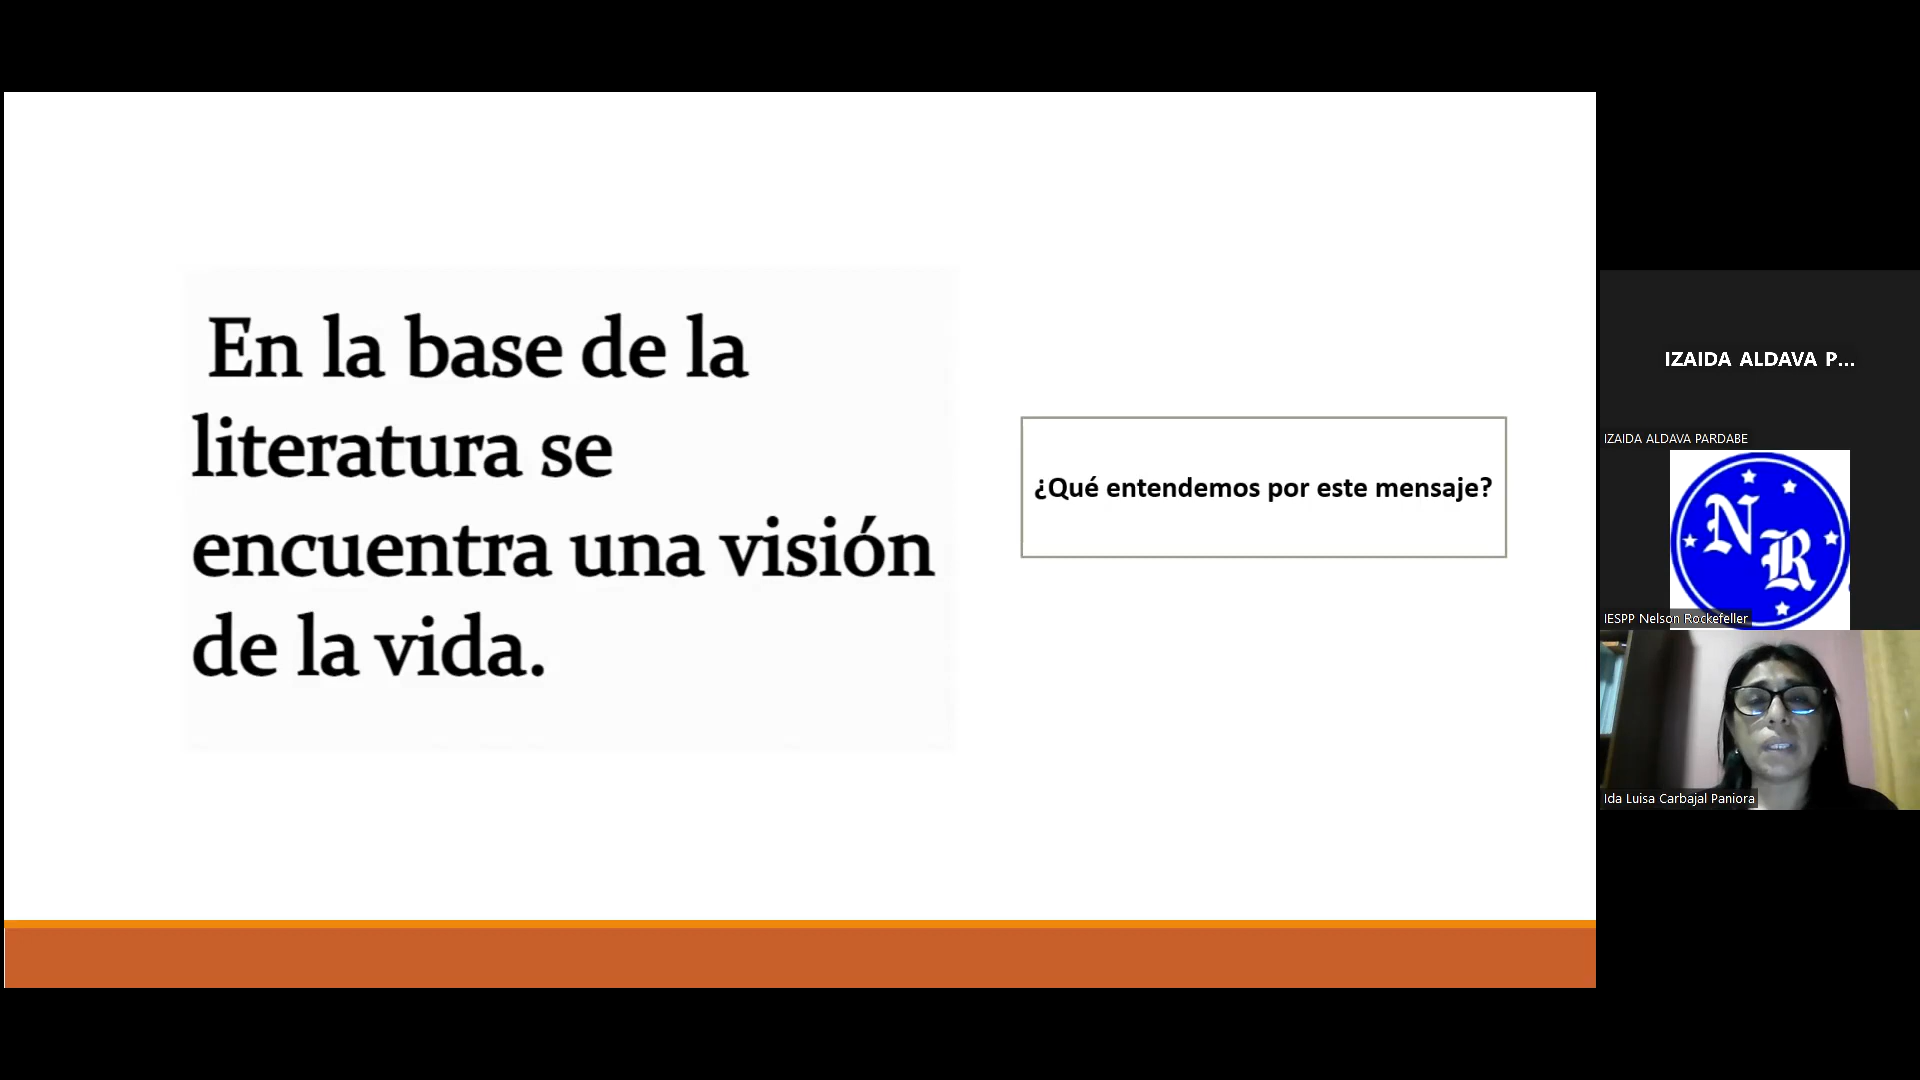 En la base de la
literatura se
encuentra una visión
de la vida.
¿Qué entendemos por este mensaje?
IZAIDA ALDAVA P...
IZAIDA ALDAVA PARDABE
N
R
IESPP Nelson Rockefeller
Ida Luisa Carbajal Paniora